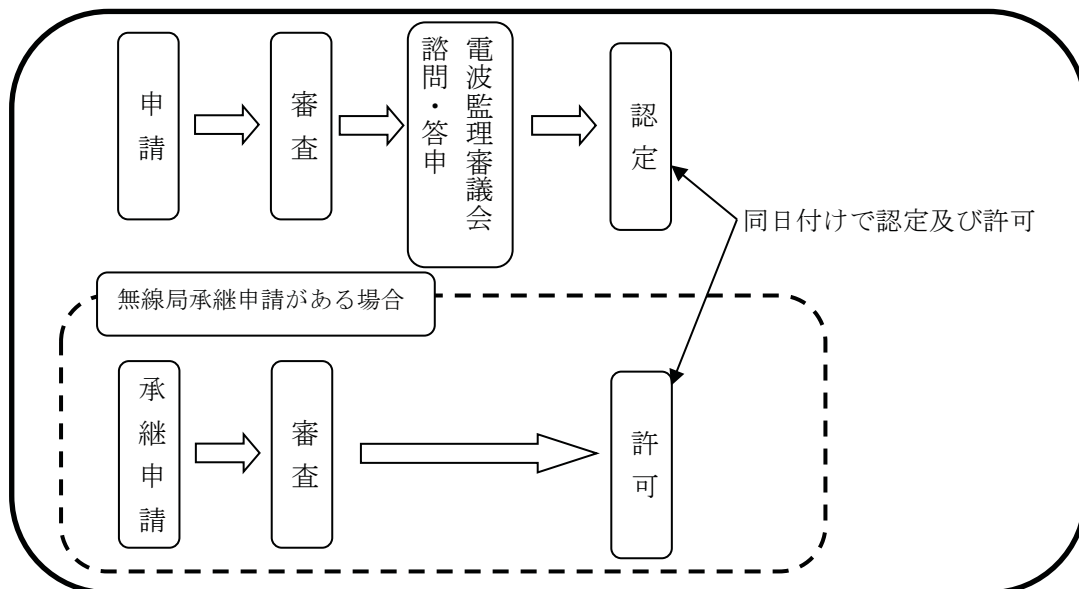 申請
審査
電波監理審議会
諮問・答申
認定
同日付けで認定及び許可
無線局承継申請がある場合
承継申請
審査
許可